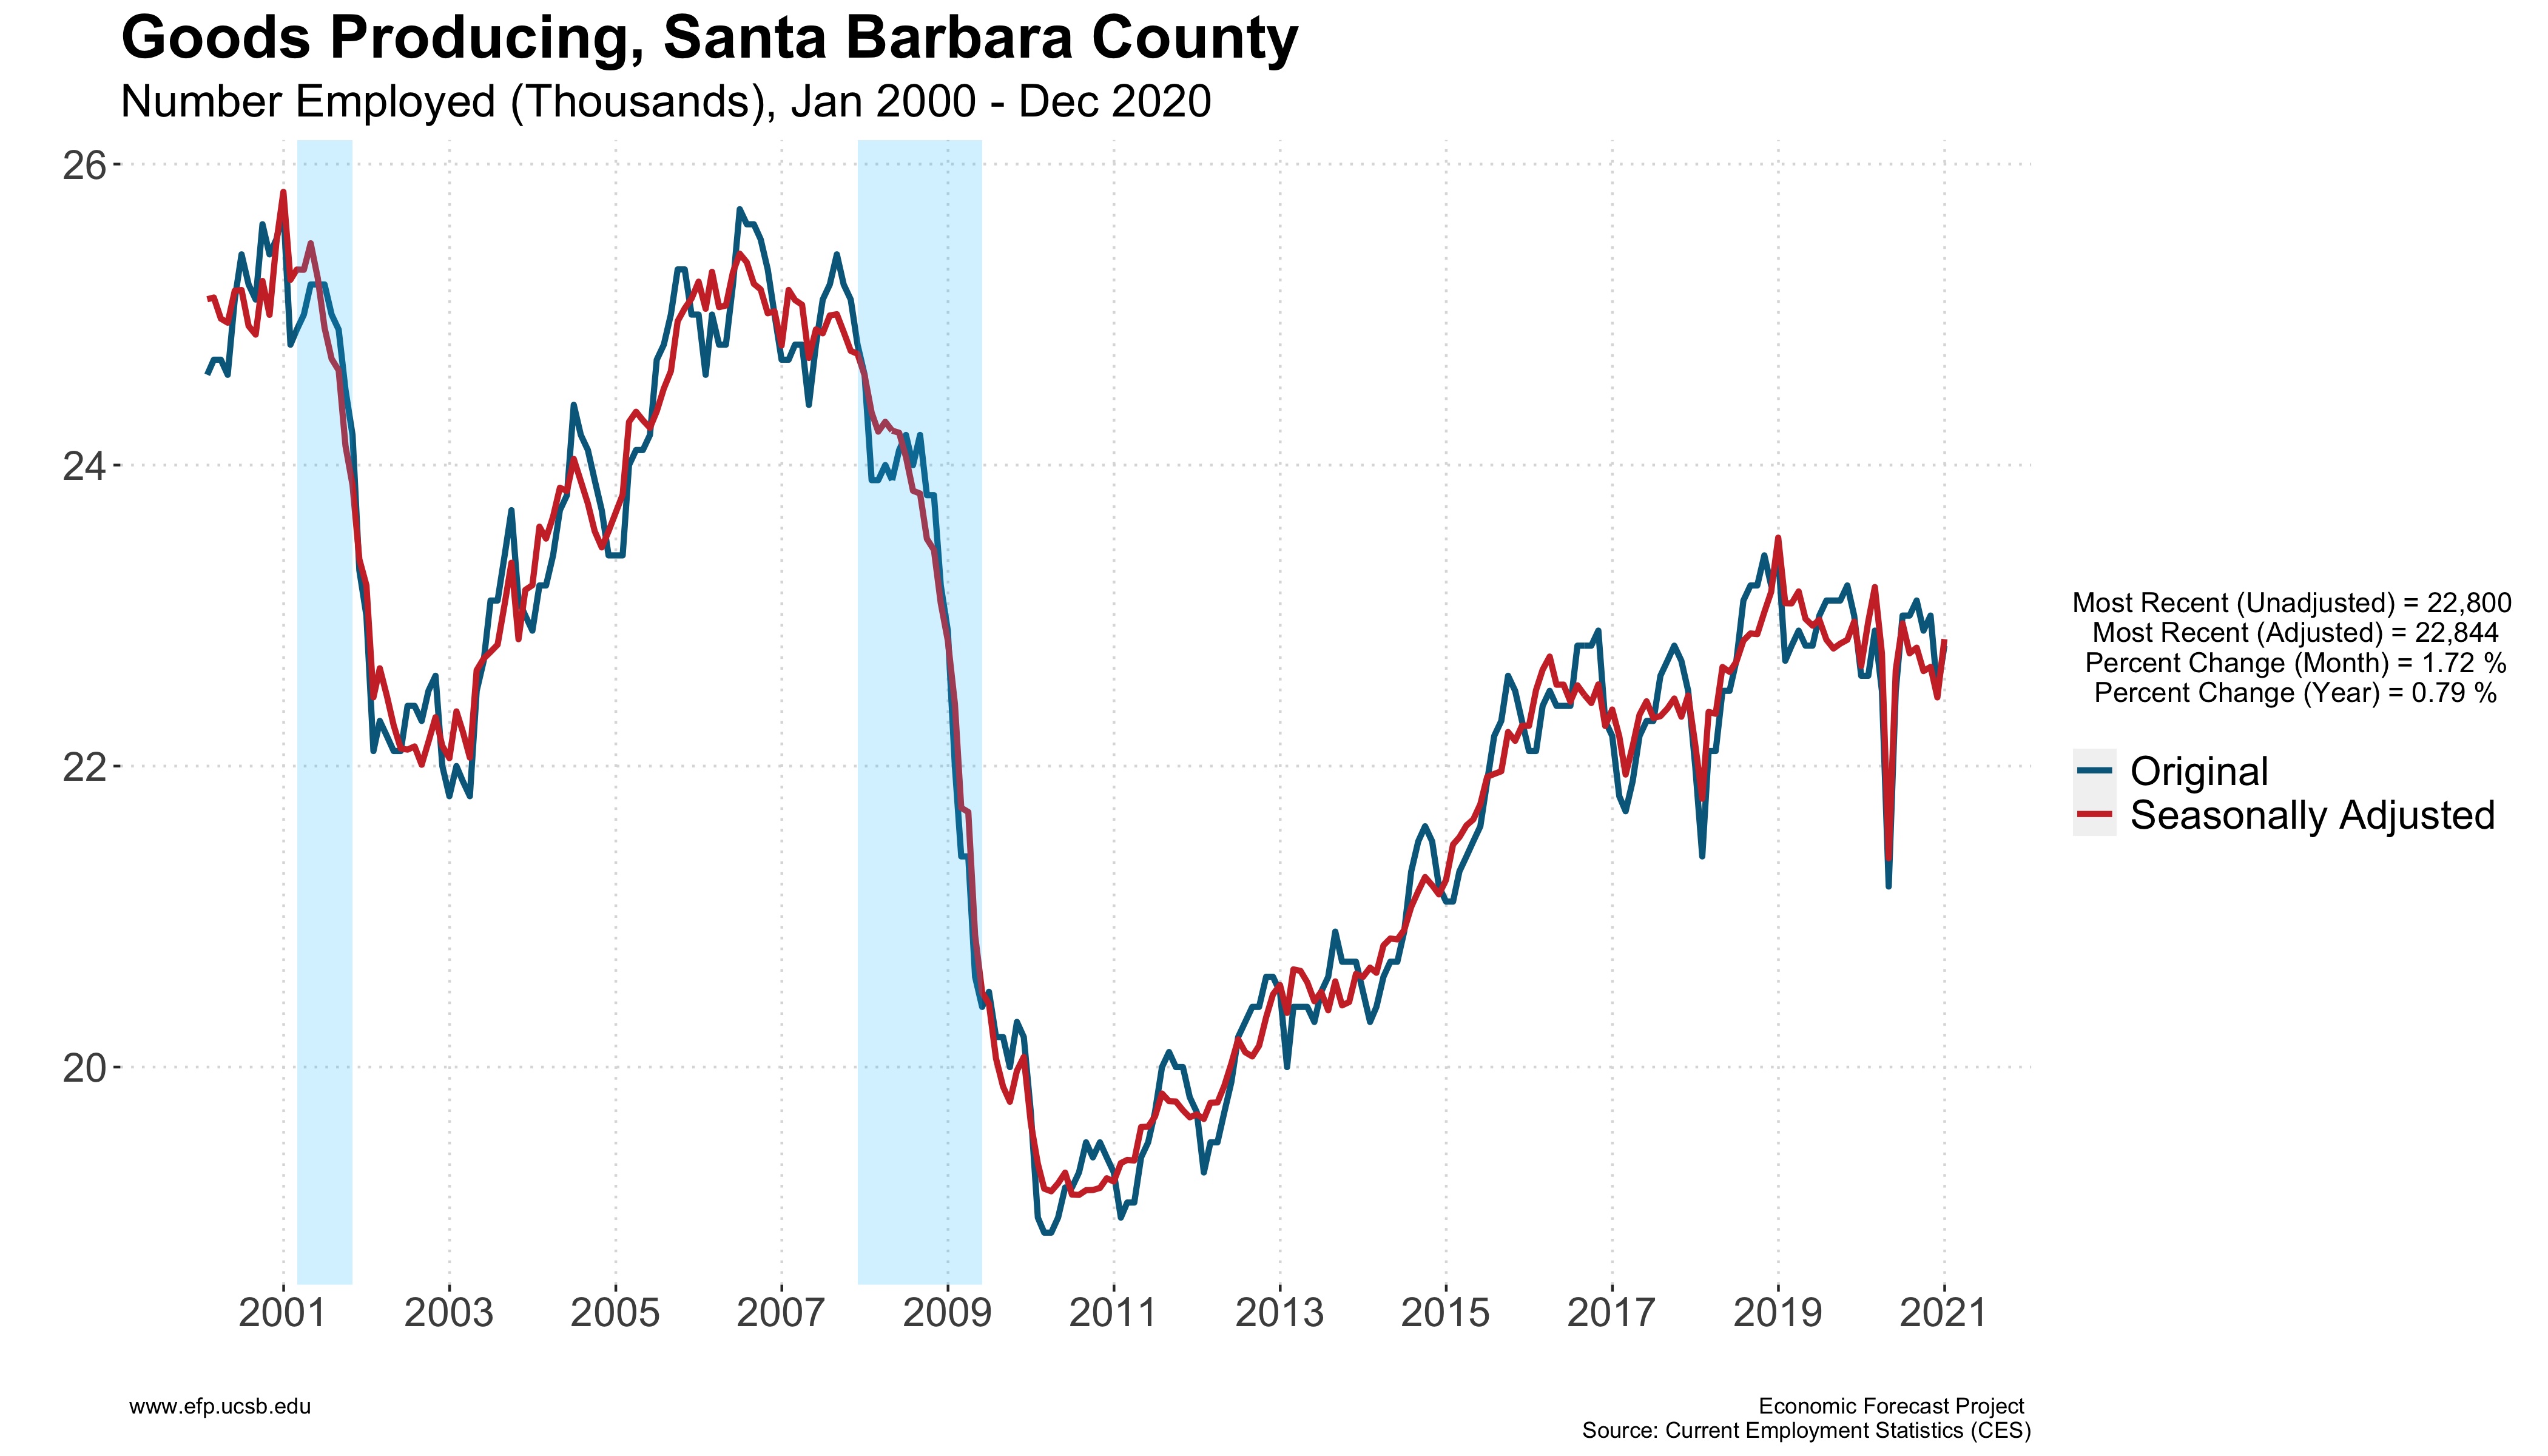 Goods Producing, Santa Barbara County
Number Employed (Thousands), Jan 2000 - Dec 2020
26
24
22
20
2001 2003 2005 2007 2009 2011 2013 2015 2017 2019 2021
Most Recent (Unadjusted) = 22,800
Most Recent (Adjusted) = 22,844
Percent Change (Month) = 1.72 %
Percent Change (Year) = 0.79 %
Original
Seasonally Adjusted
www.efp.ucsb.edu
Economic Forecast Project
Source: Current Employment Statistics (CES)